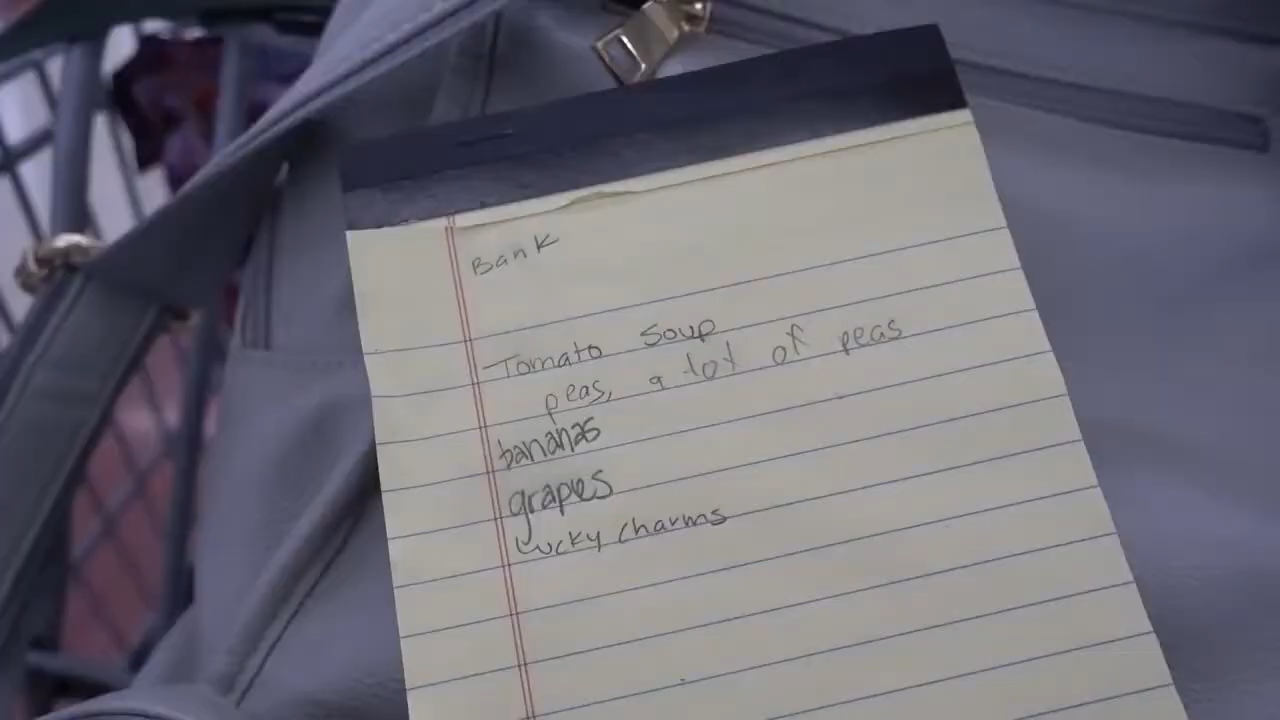 Bank
Tomato Soup
peas, a lot of peas
bananas
grapes
Lucky Charms